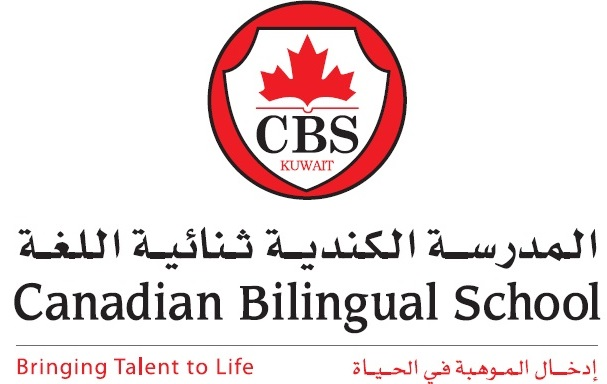 CBS
KUWAIT
المدرسة الكندية ثنائية اللغة
Canadian Bilingual School
Bringing Talent to Life
إدخال الموهبة في الحياة